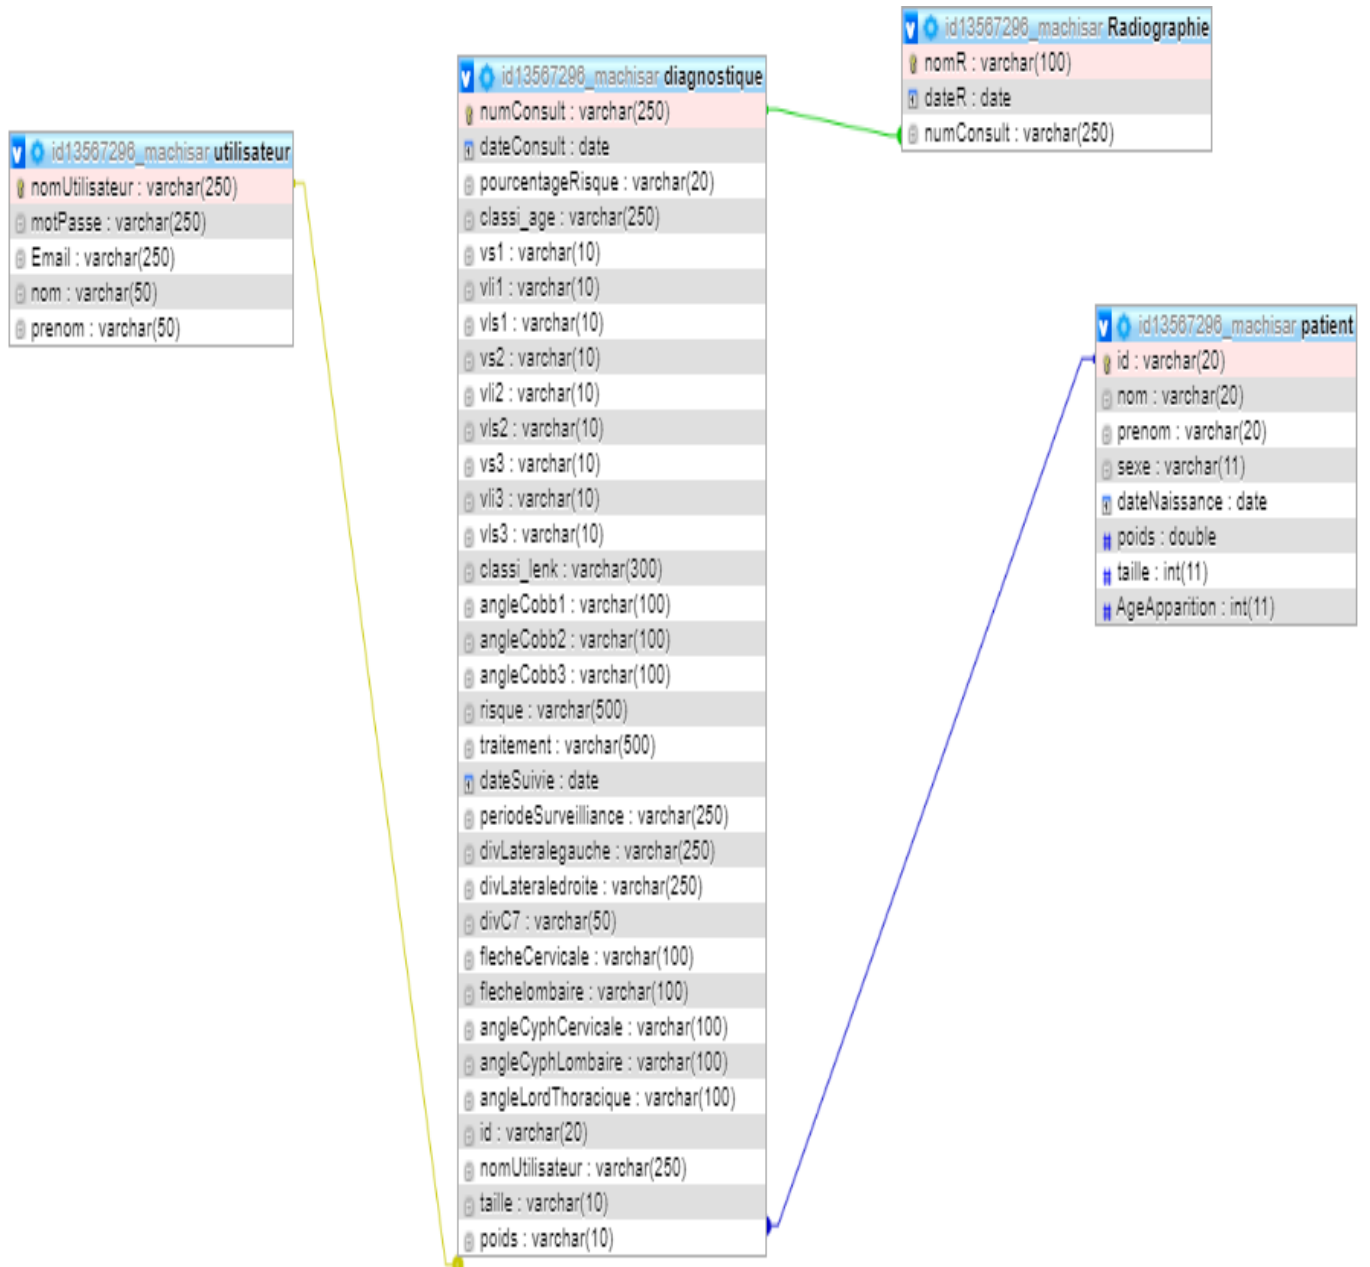 id13567296_machisar utilisateur
nomUtilisateur : varchar(250)
motPasse : varchar(250)
Email : varchar(250)
nom : varchar(50)
prenom : varchar(50)
id13567296_machisar diagnostique
numConsult : varchar(250)
dateConsult : date
pourcentageRisque : varchar(20)
classi_age : varchar(250)
vs1 : varchar(10)
vli1 : varchar(10)
vls1 : varchar(10)
vs2 : varchar(10)
vli2 : varchar(10)
vls2 : varchar(10)
vs3 : varchar(10)
vli3 : varchar(10)
vls3 : varchar(10)
classi_lenk : varchar(300)
angleCobb1 : varchar(100)
angleCobb2 : varchar(100)
angleCobb3 : varchar(100)
risque : varchar(500)
traitement : varchar(500)
dateSuivie : date
periodeSurveilliance : varchar(250)
divLateralegauche : varchar(250)
divLateraledroite : varchar(250)
divC7 : varchar(50)
flecheCervicale : varchar(100)
flechelombaire : varchar(100)
angleCyphCervicale : varchar(100)
angleCyphLombaire : varchar(100)
angleLordThoracique : varchar(100)
id : varchar(20)
nomUtilisateur : varchar(250)
taille : varchar(10)
poids : varchar(10)
id13567296_machisar Radiographie
nomR : varchar(100)
dateR : date
numConsult : varchar(250)
id13567296_machisar patient
id : varchar(20)
nom : varchar(20)
prenom : varchar(20)
sexe : varchar(11)
dateNaissance : date
poids : double
taille : int(11)
AgeApparition : int(11)